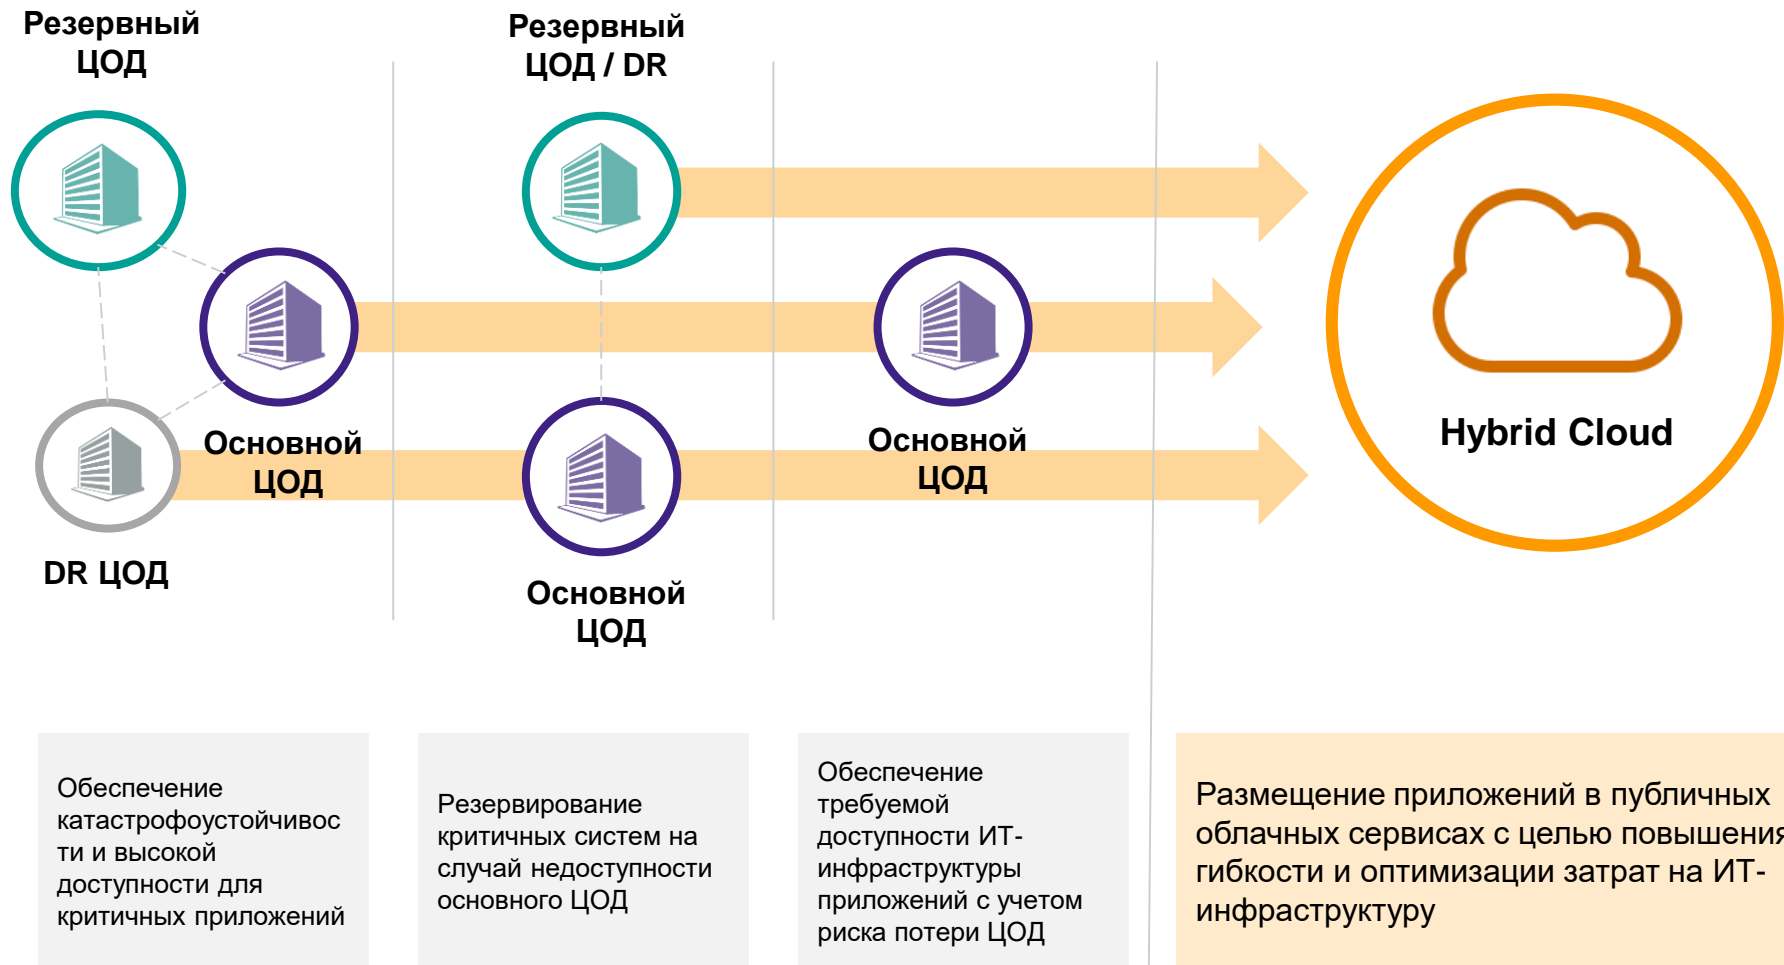 Резервный
ЦОД
Резервный
ЦОД / DR
Основной
ЦОД
DR ЦОД
Основной
ЦОД
Основной
ЦОД
Hybrid Cloud
Обеспечение
катастрофоустойчивос
ти и высокой
доступности для
критичных приложений
Резервирование
критичных систем на
случай недоступности
основного ЦОД
Обеспечение
требуемой
доступности ИТ-
инфраструктуры
приложений с учетом
риска потери ЦОД
Размещение приложений в публичных
облачных сервисах с целью повышения
гибкости и оптимизации затрат на ИТ-
инфраструктуру